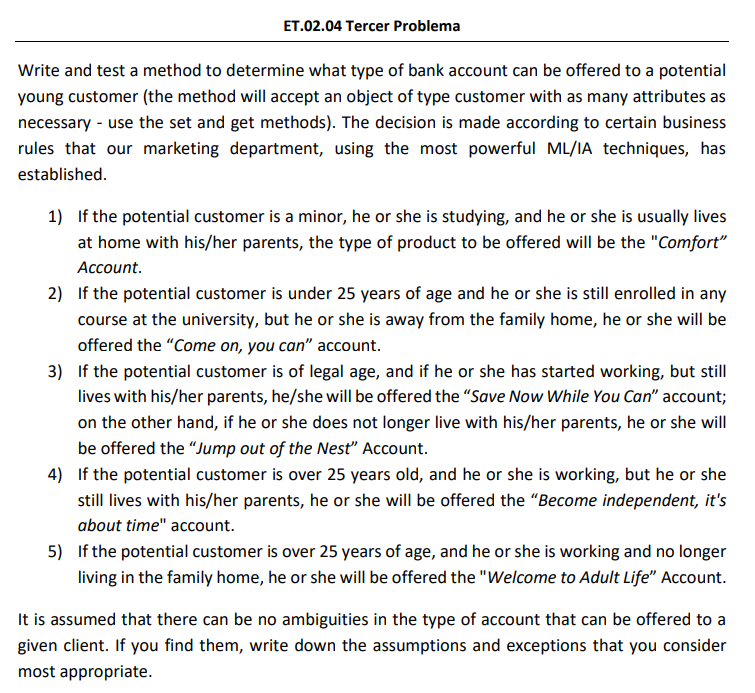 ET.02.04 Tercer Problema
Write and test a method to determine what type of bank account can be offered to a potential
young customer (the method will accept an object of type customer with as many attributes as
necessary - use the set and get methods). The decision is made according to certain business
rules that our marketing department, using the most powerful ML/IA techniques, has
established.
1) If the potential customer is a minor, he or she is studying, and he or she is usually lives
at home with his/her parents, the type of product to be offered will be the "Comfort”
Account.
2) If the potential customer is under 25 years of age and he or she is still enrolled in any
course at the university, but he or she is away from the family home, he or she will be
offered the “Come on, you can” account.
3) If the potential customer is of legal age, and if he or she has started working, but still
lives with his/her parents, he/she will be offered the “Save Now While You Can” account;
on the other hand, if he or she does not longer live with his/her parents, he or she will
be offered the “Jump out of the Nest” Account.
4) If the potential customer is over 25 years old, and he or she is working, but he or she
still lives with his/her parents, he or she will be offered the “Become independent, it's
about time" account.
5) If the potential customer is over 25 years of age, and he or she is working and no longer
living in the family home, he or she will be offered the "Welcome to Adult Life” Account.
It is assumed that there can be no ambiguities in the type of account that can be offered to a
given client. If you find them, write down the assumptions and exceptions that you consider
most appropriate.